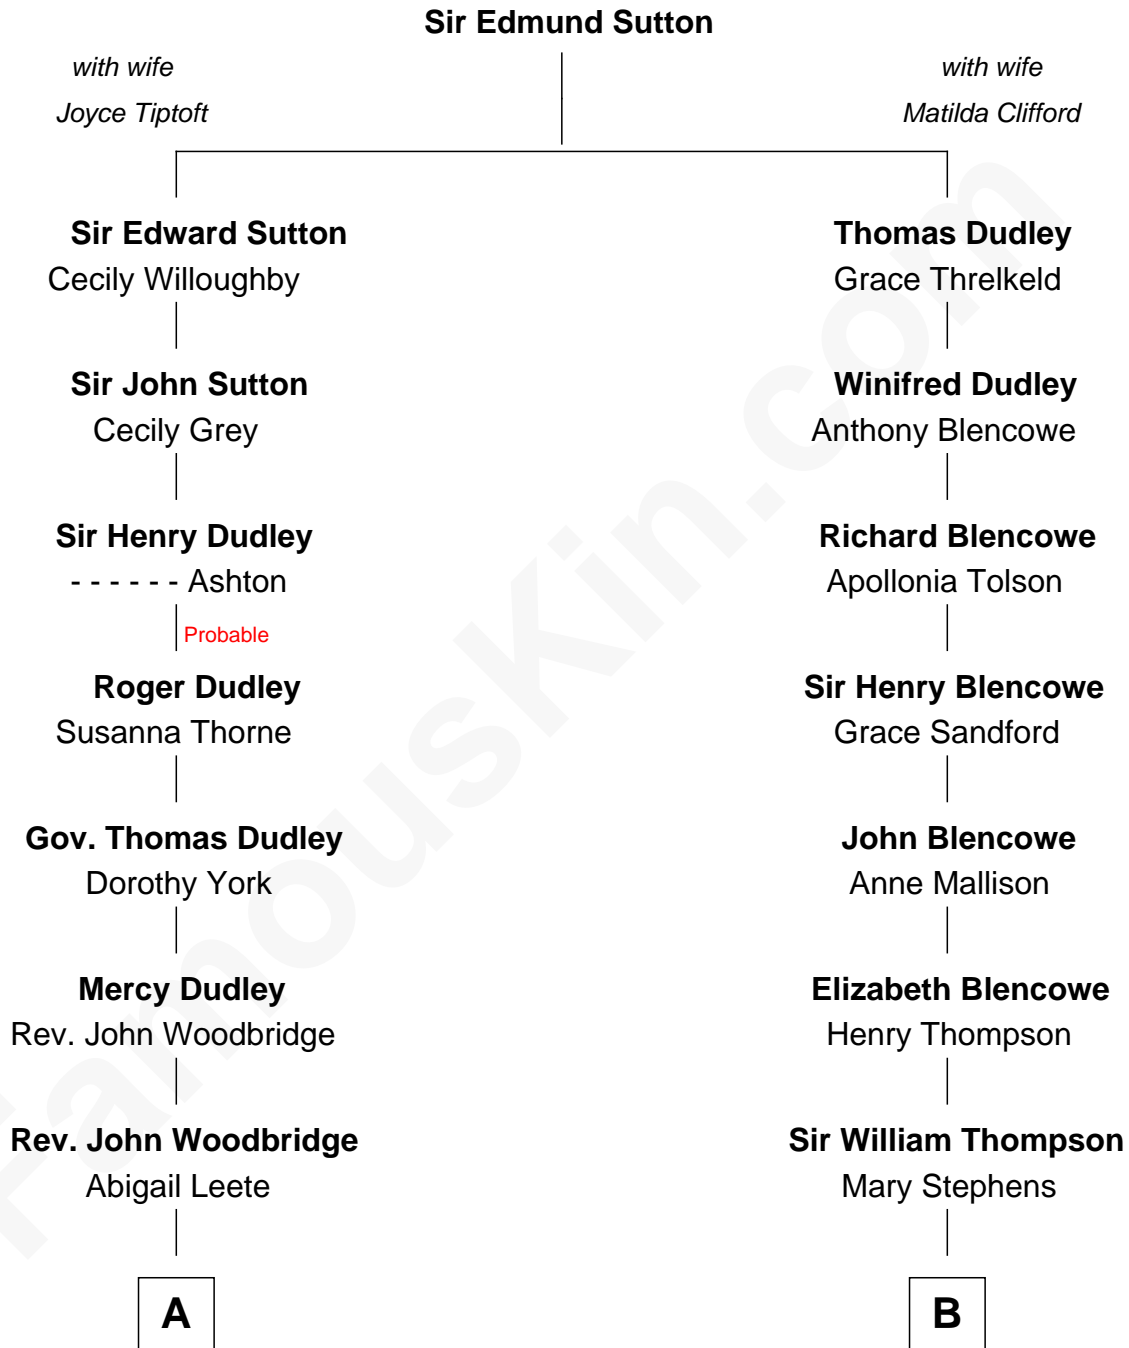 Sir Edmund Sutton
with wife
Joyce Tiptoft
with wife
Matilda Clifford
Sir Edward Sutton
Cecily Willoughby
Thomas Dudley
Grace Threlkeld
Sir John Sutton
Cecily Grey
Winifred Dudley
Anthony Blencowe
Sir Henry Dudley
- - - - - - Ashton
Probable
Richard Blencowe
Apollonia Tolson
Roger Dudley
Susanna Thorne
Sir Henry Blencowe
Grace Sandford
Gov. Thomas Dudley
Dorothy York
John Blencowe
Anne Mallison
Mercy Dudley
Rev. John Woodbridge
Elizabeth Blencowe
Henry Thompson
Rev. John Woodbridge
Abigail Leete
Sir William Thompson
Mary Stephens
A
B
FamousKin.com